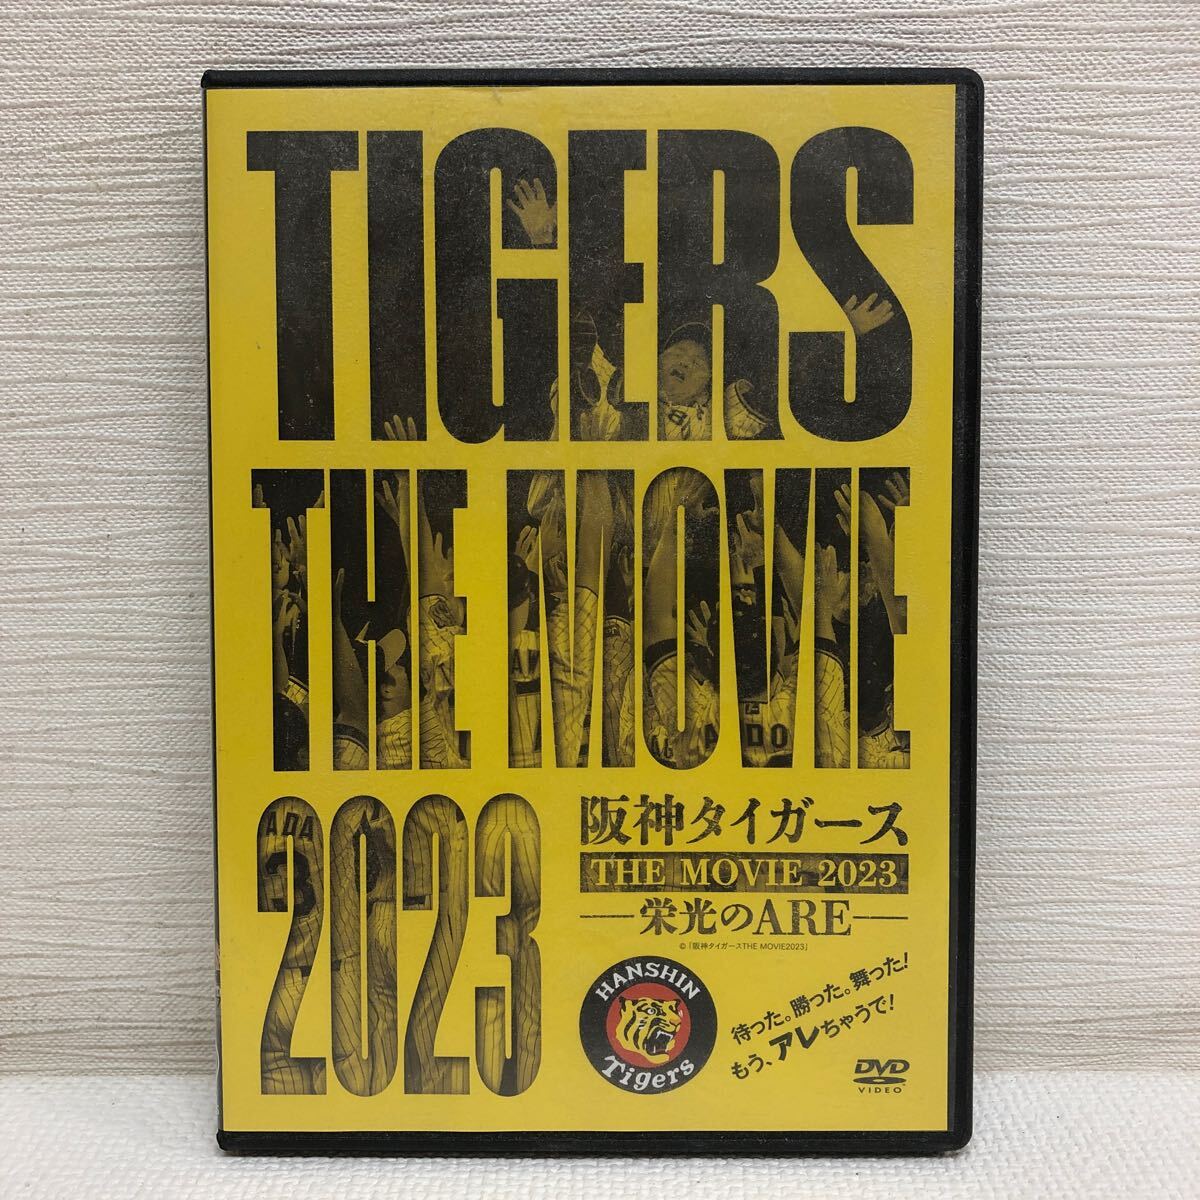 TIGERS
THE MOVIE
2023
阪神タイガース
THE MOVIE 2023
—栄光のARE—
©「阪神タイガースTHE MOVIE2023」
HANSHIN
Tigers
待った。勝った。舞った!
もう、アレちゃうで!
DVD
VIDEO